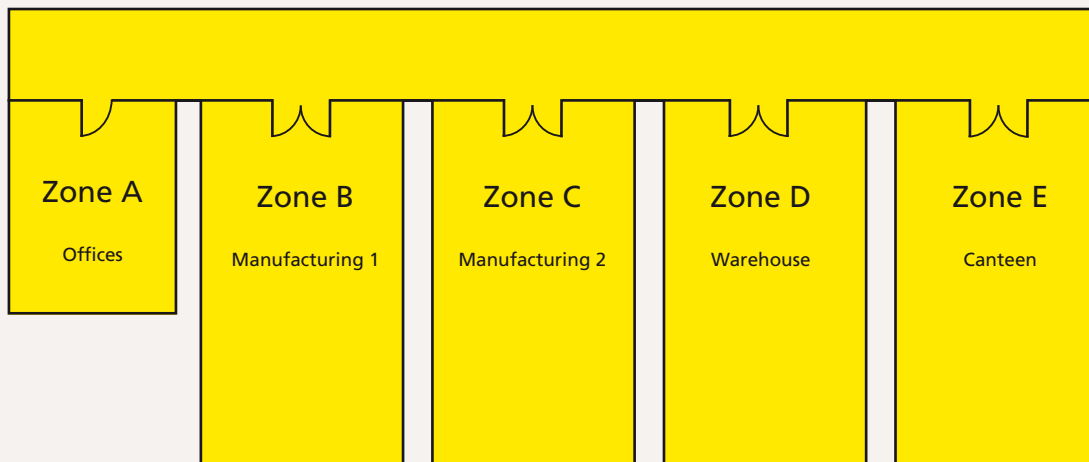 Zone A
Offices
Zone B
Manufacturing 1
Zone C
Manufacturing 2
Zone D
Warehouse
Zone E
Canteen